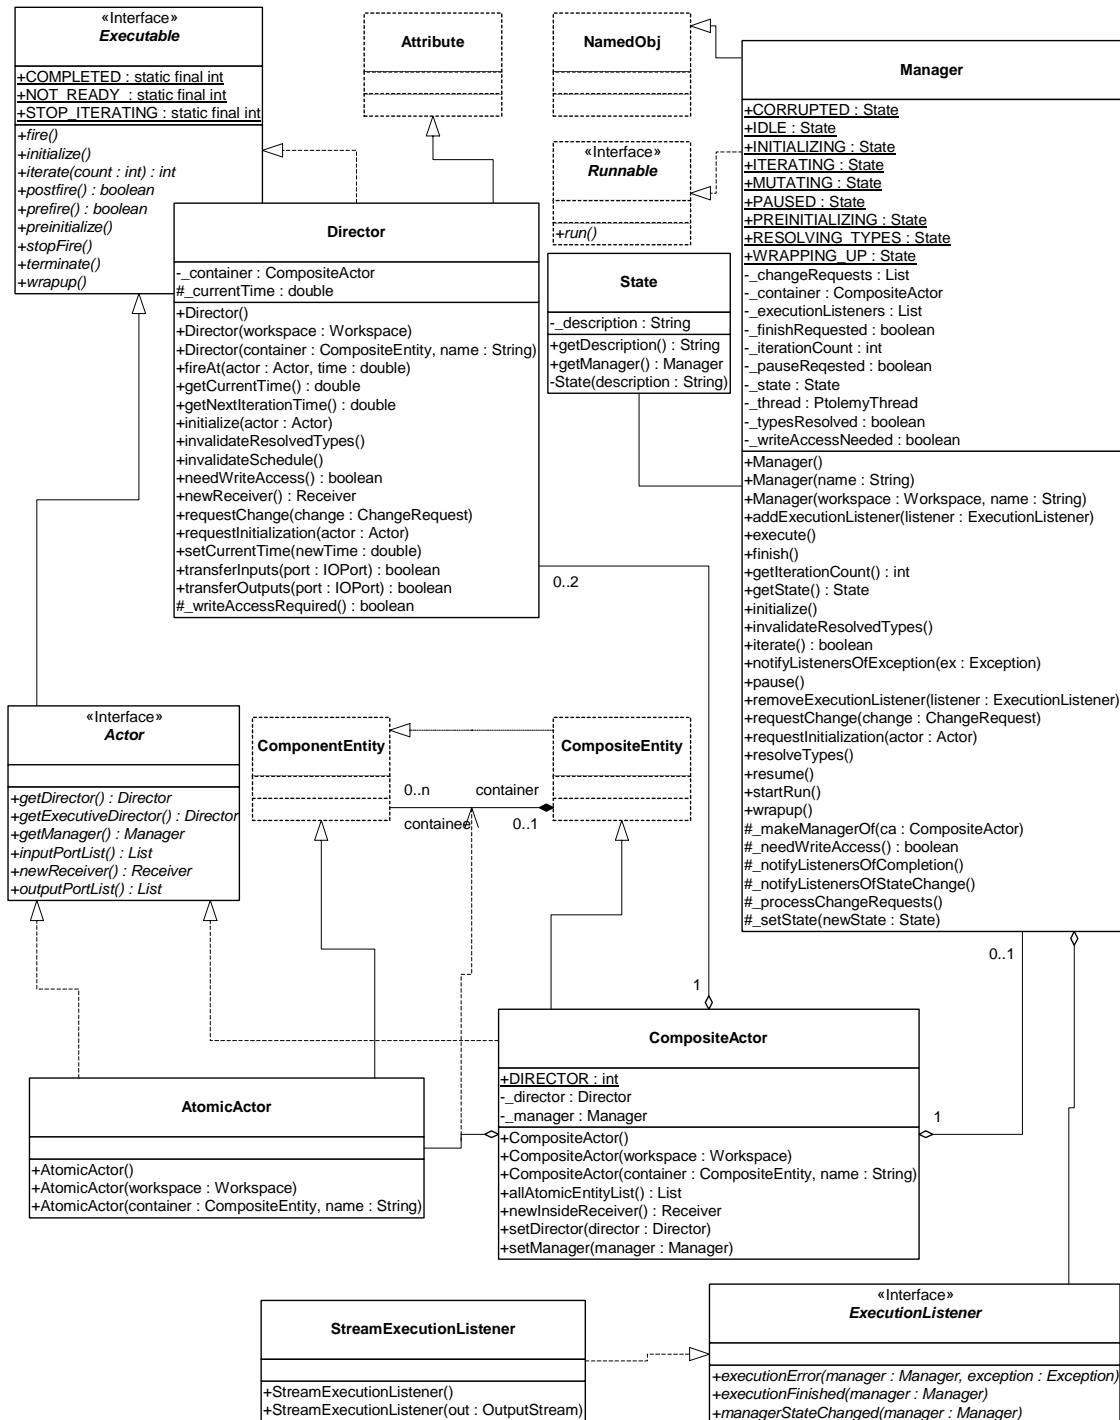 «Interface»
Executable
+COMPLETED : static final int
+NOT_READY : static final int
+STOP_ITERATING : static final int
+fire()
+initialize()
+iterate(count : int) : int
+postfire() : boolean
+prefire() : boolean
+preinitialize()
+stopFire()
+terminate()
+wrapup()
Attribute
NamedObj
«Interface»
Runnable
+run()
Manager
+CORRUPTED : State
+IDLE : State
+INITIALIZING : State
+ITERATING : State
+MUTATING : State
+PAUSED : State
+PREINITIALIZING : State
+RESOLVING_TYPES : State
+WRAPPING_UP : State
-_changeRequests : List
-_container : CompositeActor
-_executionListeners : List
-_finishRequested : boolean
-_iterationCount : int
-_pauseReqested : boolean
-_state : State
-_thread : PtolemyThread
-_typesResolved : boolean
-_writeAccessNeeded : boolean
+Manager()
+Manager(name : String)
+Manager(workspace : Workspace, name : String)
+addExecutionListener(listener : ExecutionListener)
+execute()
+finish()
+getIterationCount() : int
+getState() : State
+initialize()
+invalidateResolvedTypes()
+iterate() : boolean
+notifyListenersOfException(ex : Exception)
+pause()
+removeExecutionListener(listener : ExecutionListener)
+requestChange(change : ChangeRequest)
+requestInitialization(actor : Actor)
+resolveTypes()
+resume()
+startRun()
+wrapup()
#_makeManagerOf(ca : CompositeActor)
#_needWriteAccess() : boolean
#_notifyListenersOfCompletion()
#_notifyListenersOfStateChange()
#_processChangeRequests()
#_setState(newState : State)
Director
-_container : CompositeActor
#_currentTime : double
+Director()
+Director(workspace : Workspace)
+Director(container : CompositeEntity, name : String)
+fireAt(actor : Actor, time : double)
+getCurrentTime() : double
+getNextIterationTime() : double
+initialize(actor : Actor)
+invalidateResolvedTypes()
+invalidateSchedule()
+needWriteAccess() : boolean
+newReceiver() : Receiver
+requestChange(change : ChangeRequest)
+requestInitialization(actor : Actor)
+setCurrentTime(newTime : double)
+transferInputs(port : IOPort) : boolean
+transferOutputs(port : IOPort) : boolean
#_writeAccessRequired() : boolean
State
-_description : String
+getDescription() : String
+getManager() : Manager
-State(description : String)
0..2
«Interface»
Actor
+getDirector() : Director
+getExecutiveDirector() : Director
+getManager() : Manager
+inputPortList() : List
+newReceiver() : Receiver
+outputPortList() : List
ComponentEntity
CompositeEntity
0..n
container
containee
0..1
0..1
1
CompositeActor
+DIRECTOR : int
-_director : Director
-_manager : Manager
+CompositeActor()
+CompositeActor(workspace : Workspace)
+CompositeActor(container : CompositeEntity, name : String)
+allAtomicEntityList() : List
+newInsideReceiver() : Receiver
+setDirector(director : Director)
+setManager(manager : Manager)
1
AtomicActor
+AtomicActor()
+AtomicActor(workspace : Workspace)
+AtomicActor(container : CompositeEntity, name : String)
StreamExecutionListener
+StreamExecutionListener()
+StreamExecutionListener(out : OutputStream)
«Interface»
ExecutionListener
+executionError(manager : Manager, exception : Exception)
+executionFinished(manager : Manager)
+managerStateChanged(manager : Manager)